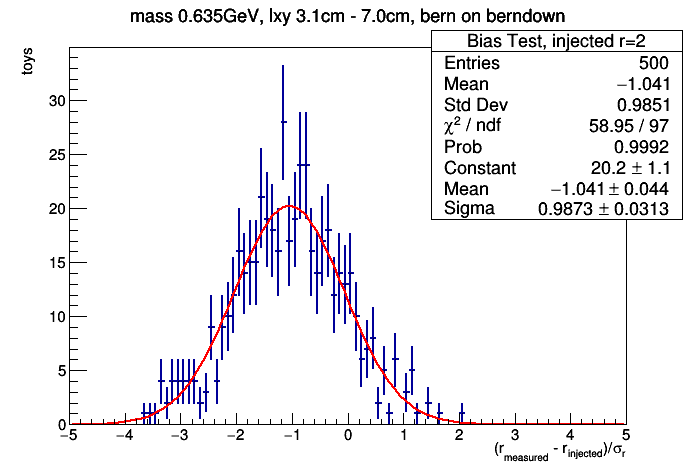 mass 0.635GeV, lxy 3.1cm - 7.0cm, bern on berndown
Bias Test, injected r=2
Entries 500
Mean −1.041
Std Dev 0.9851
χ² / ndf 58.95 / 97
Prob 0.9992
Constant 20.2 ± 1.1
Mean −1.041 ± 0.044
Sigma 0.9873 ± 0.0313
toys
30
25
20
15
10
5
0
−5 −4 −3 −2 −1 0 1 2 3 4 5
(r_measured - r_injected)/σ_r